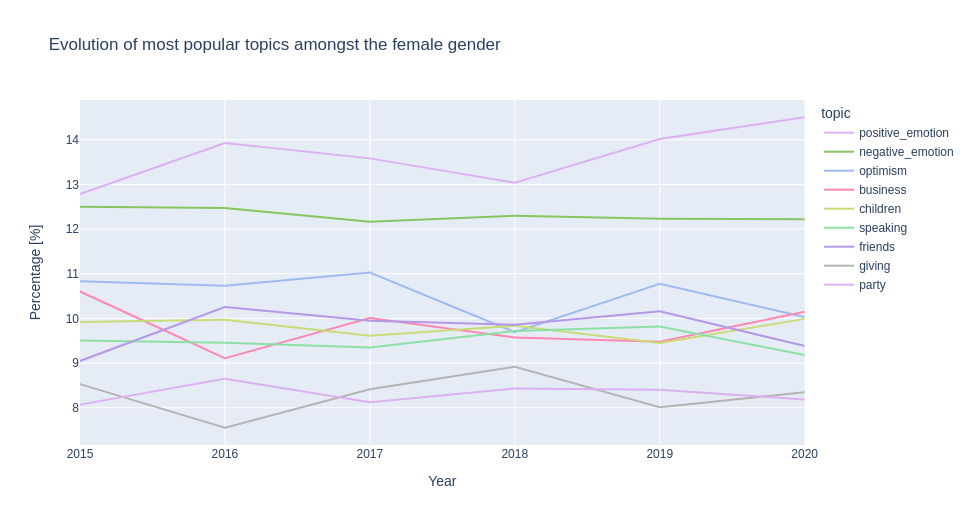 Evolution of most popular topics amongst the female gender
topic
positive_emotion
negative_emotion
optimism
business
children
speaking
friends
giving
party
Percentage [%]
14
13
12
11
10
9
8
2015 2016 2017 2018 2019 2020
Year